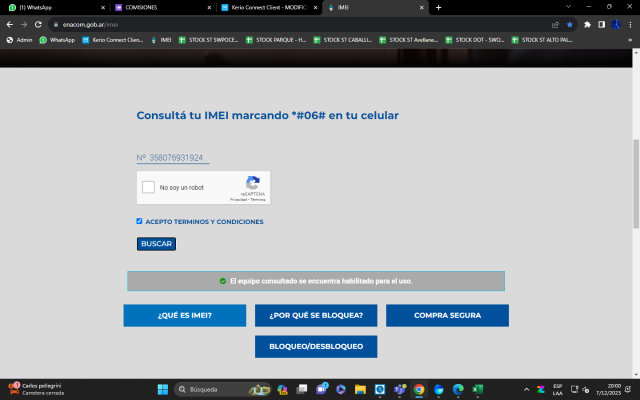 (1) WhatsApp
COMISIONES
Kerio Connect Client - MODIFIC
IMEI
enacom.gob.ar/imei
Admin
WhatsApp
Kerio Connect Client...
IMEI
STOCK ST SWPOCE...
STOCK PARQUE - H...
STOCK ST CABALLI...
STOCK ST Avellane...
STOCK DOT - SWO...
STOCK ST ALTO PAL...
Consultá tu IMEI marcando *#06# en tu celular
Nº 358076931924
No soy un robot
reCAPTCHA
Privacidad - Términos
ACEPTO TERMINOS Y CONDICIONES
BUSCAR
El equipo consultado se encuentra habilitado para el uso.
¿QUÉ ES IMEI?
¿POR QUÉ SE BLOQUEA?
COMPRA SEGURA
BLOQUEO/DESBLOQUEO
Carlos pellegrini
Carretera cerrada
Búsqueda
ESP
LAA
20:00
7/12/2023